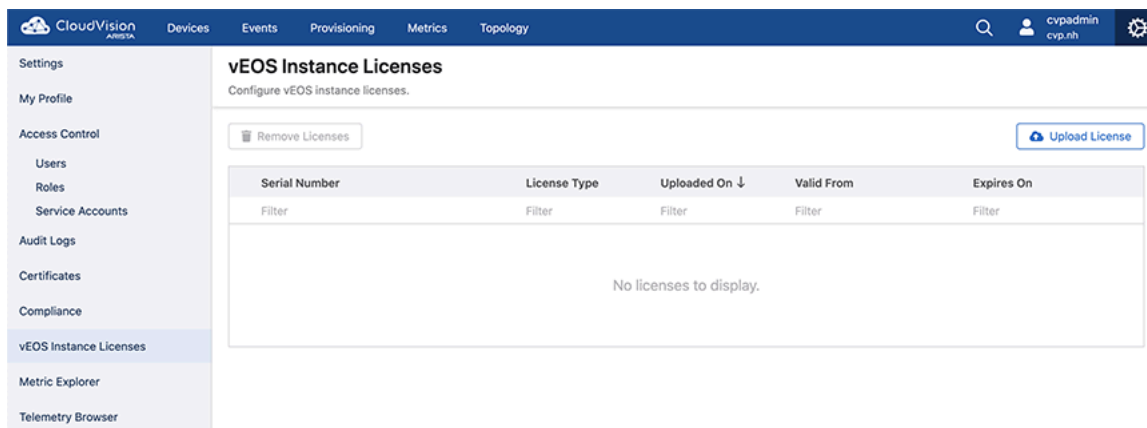 CloudVision
ARISTA
Devices
Events
Provisioning
Metrics
Topology
cvpadmin
cvp.nh
Settings
My Profile
Access Control
Users
Roles
Service Accounts
Audit Logs
Certificates
Compliance
vEOS Instance Licenses
Metric Explorer
Telemetry Browser
vEOS Instance Licenses
Configure vEOS instance licenses.
Remove Licenses
Upload License
Serial Number
License Type
Uploaded On ↓
Valid From
Expires On
Filter
Filter
Filter
Filter
Filter
No licenses to display.